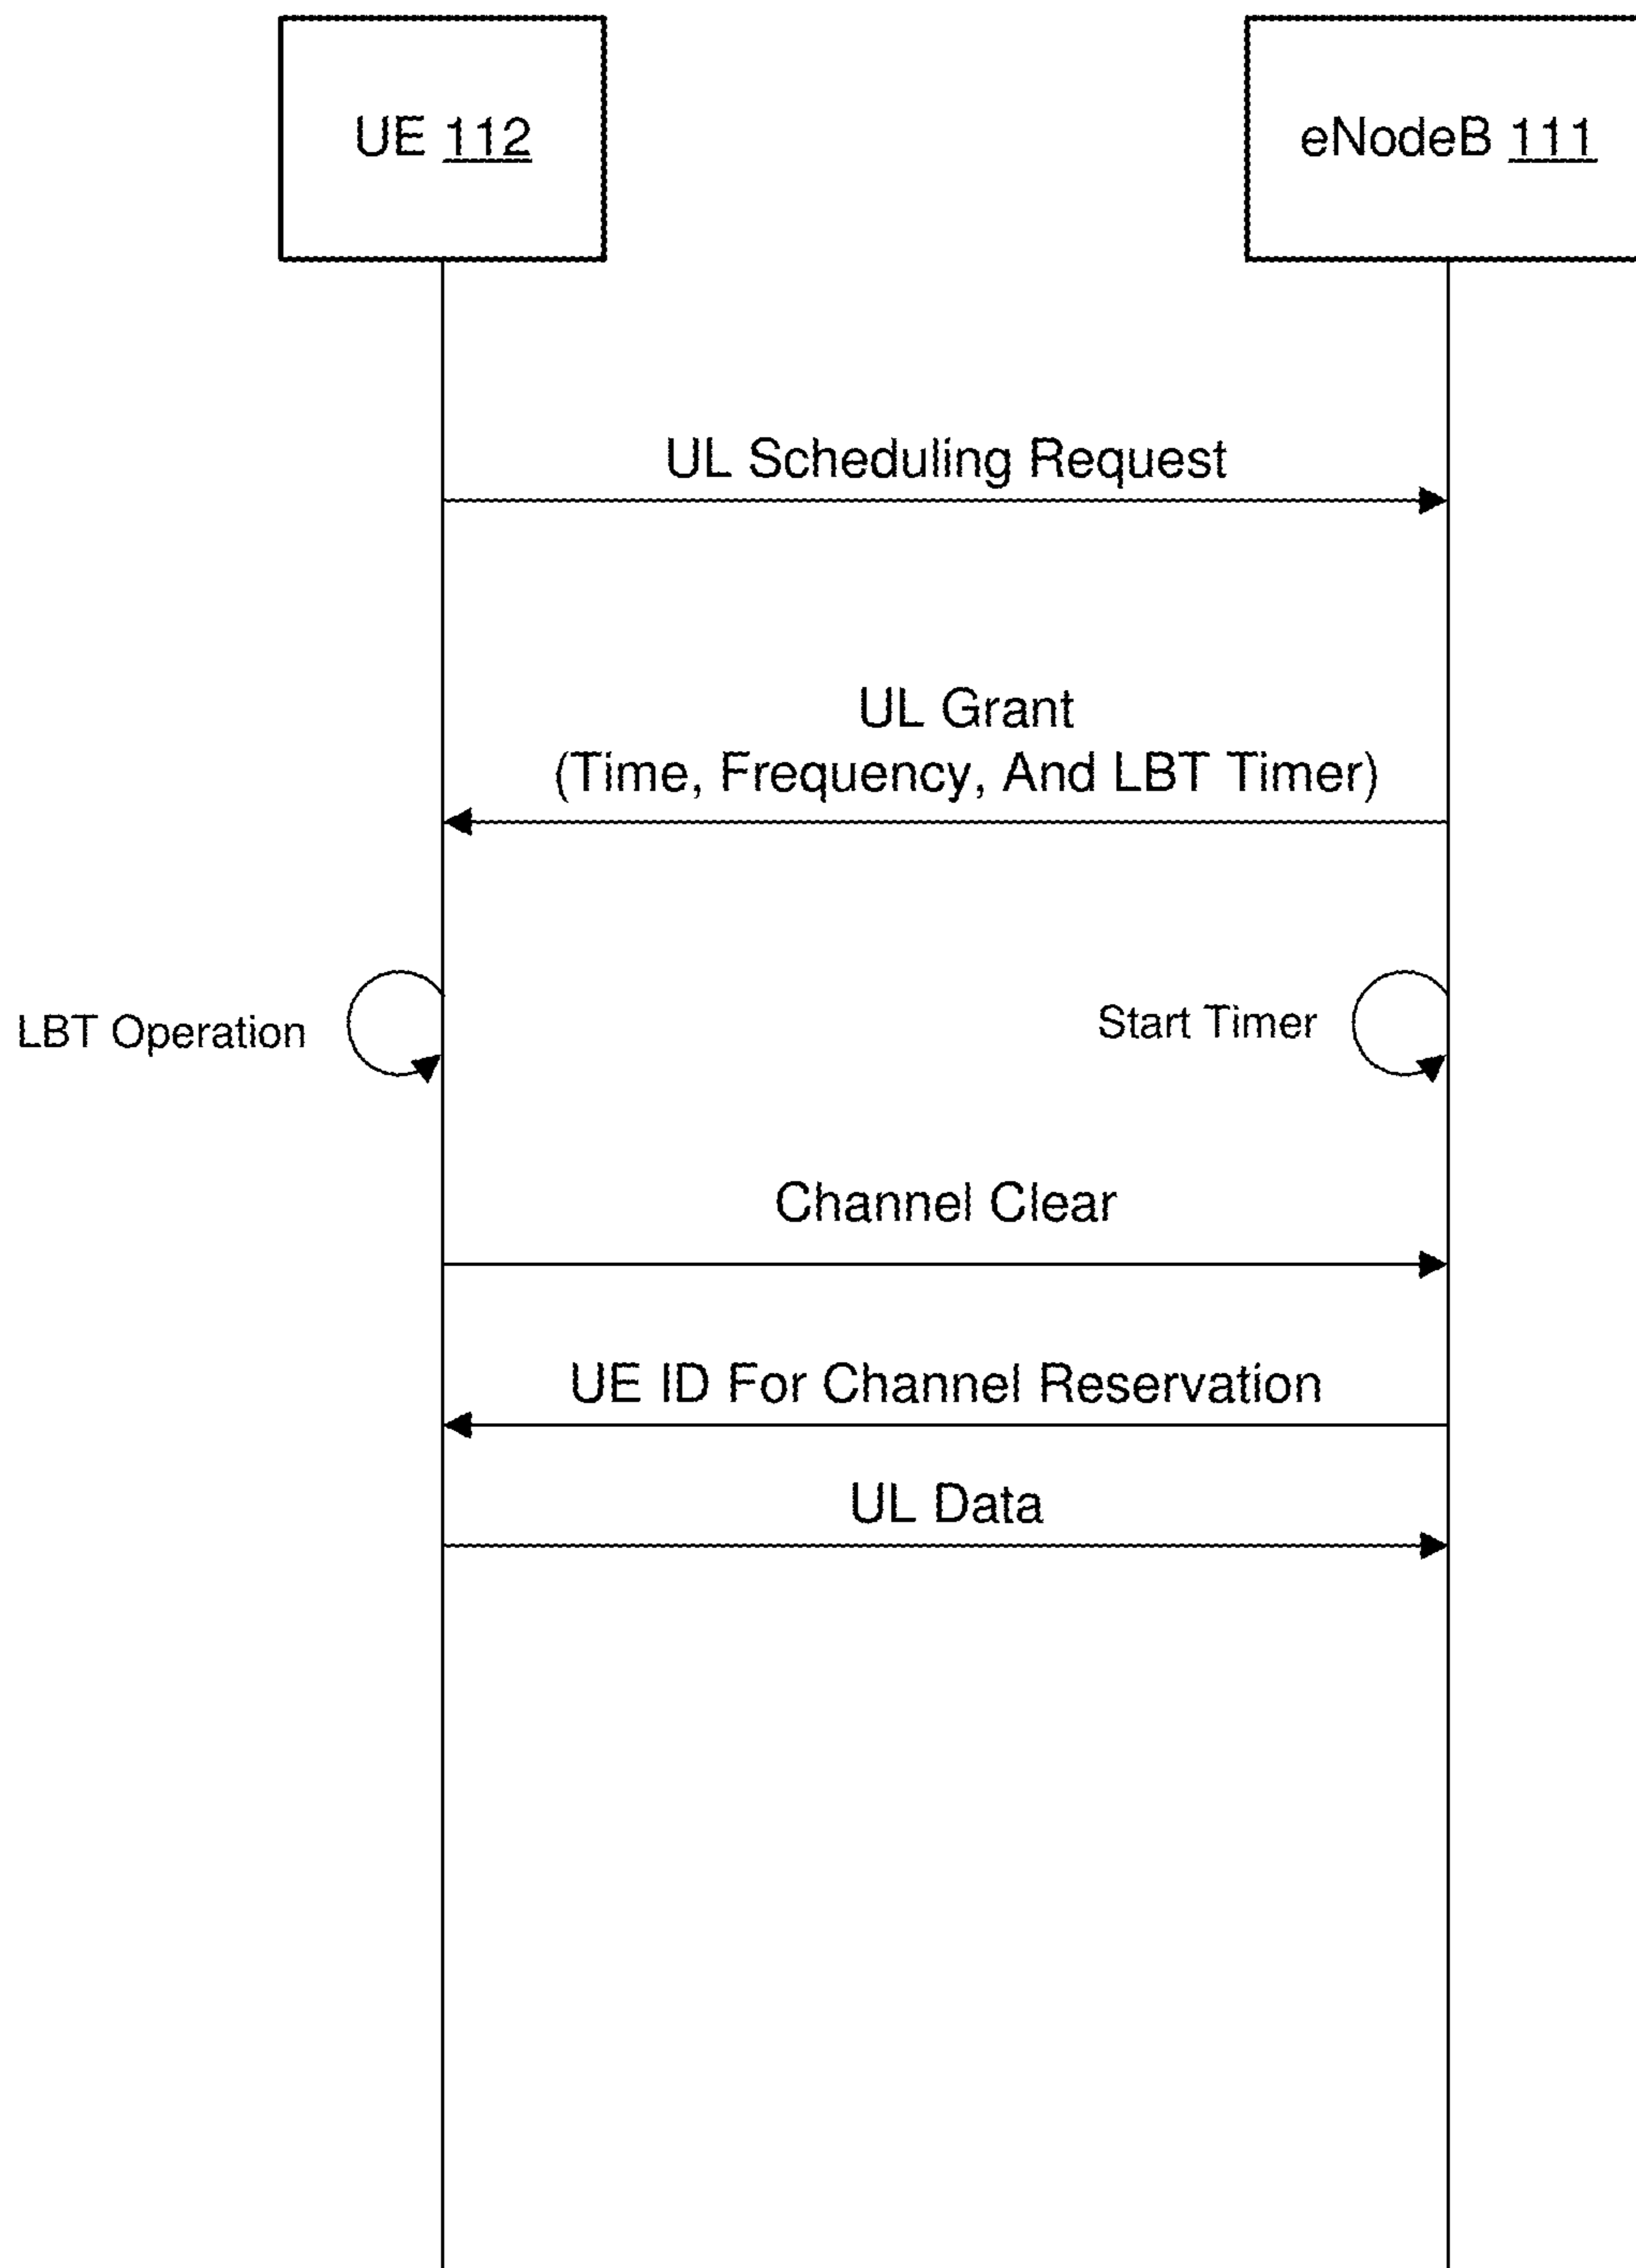 UE 112
eNodeB 111
UL Scheduling Request
UL Grant
(Time, Frequency, And LBT Timer)
LBT Operation
Start Timer
Channel Clear
UE ID For Channel Reservation
UL Data